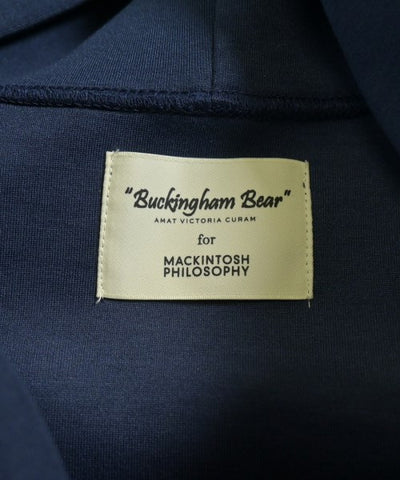 "Buckingham Bear"
AMAT VICTORIA CURAM
for
MACKINTOSH
PHILOSOPHY